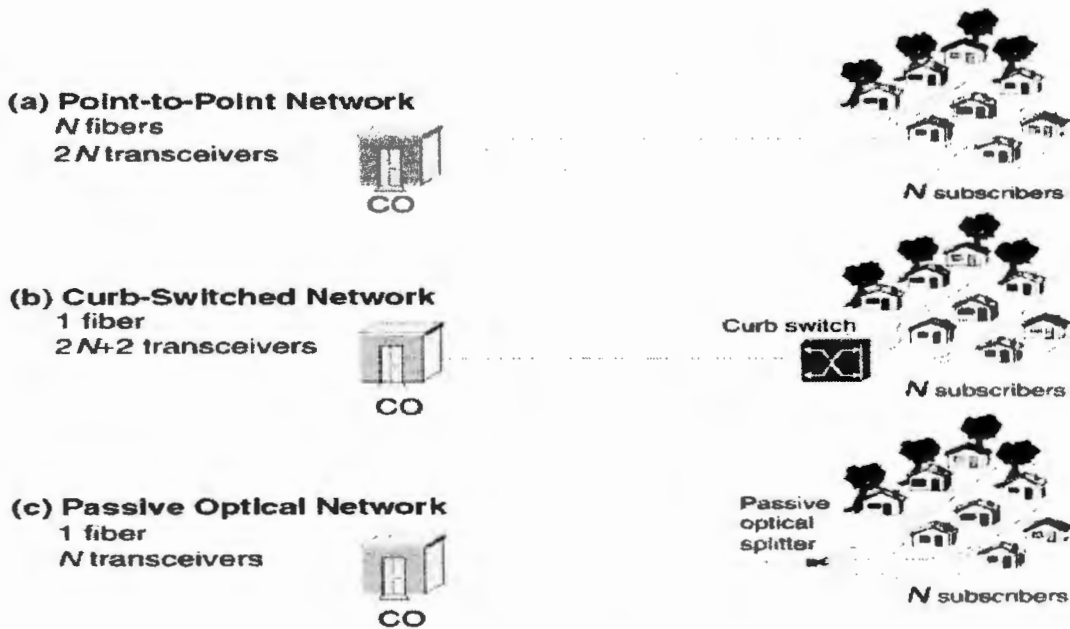 (a) Point-to-Point Network
N fibers
2N transceivers
CO
N subscribers
(b) Curb-Switched Network
1 fiber
2N+2 transceivers
CO
Curb switch
N subscribers
(c) Passive Optical Network
1 fiber
N transceivers
CO
Passive
optical
splitter
N subscribers